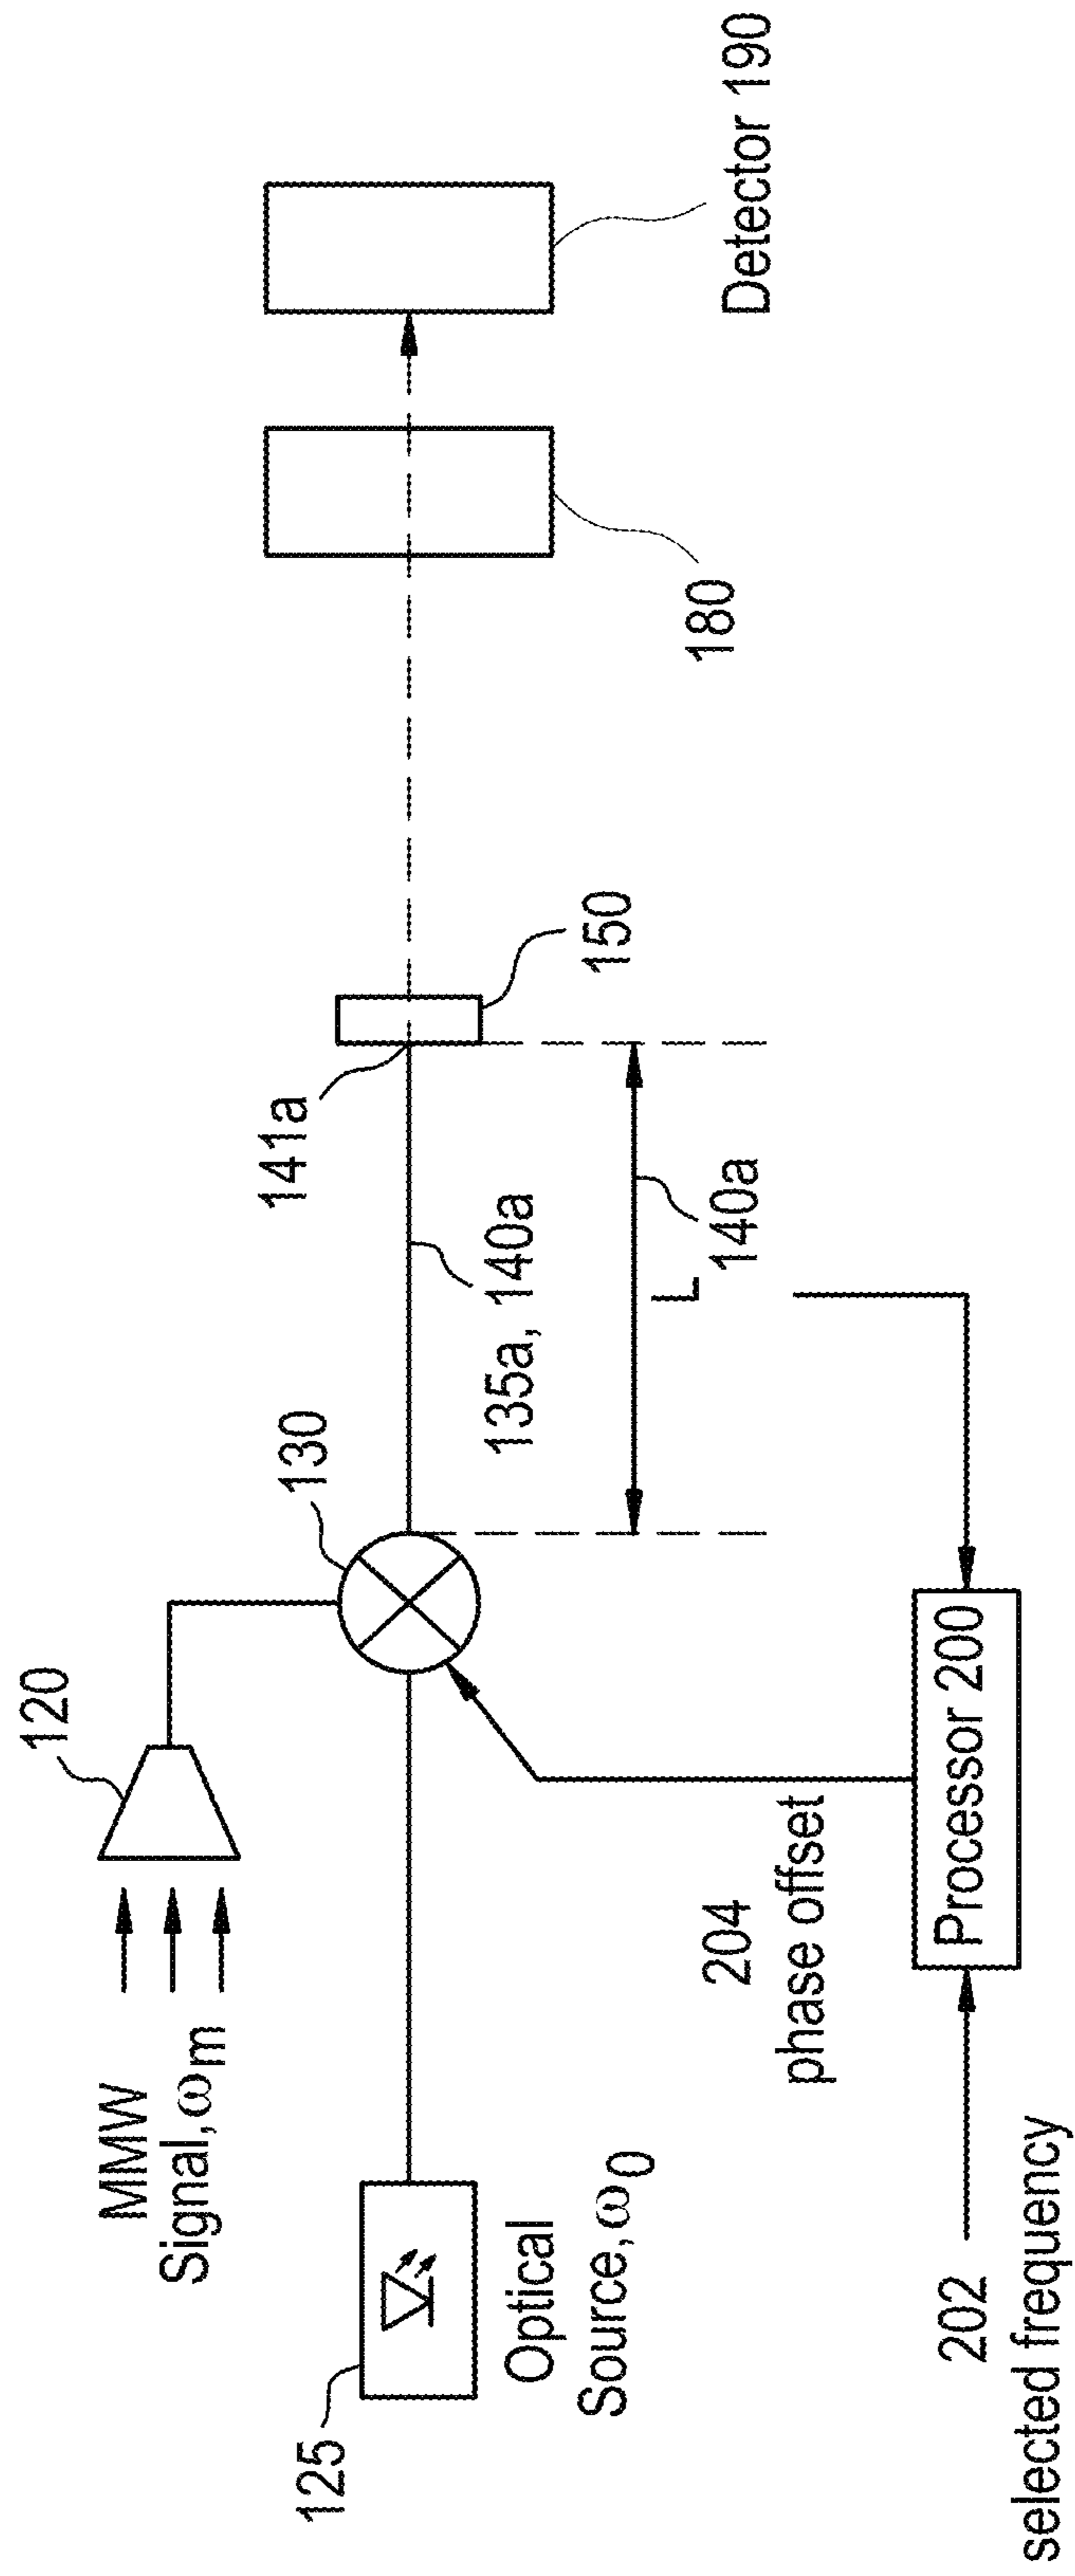 MMW
Signal, ωm
120
130
141a
150
125
Optical
Source, ω0
135a, 140a
L
140a
180
Detector 190
204
phase offset
202
selected frequency
Processor 200